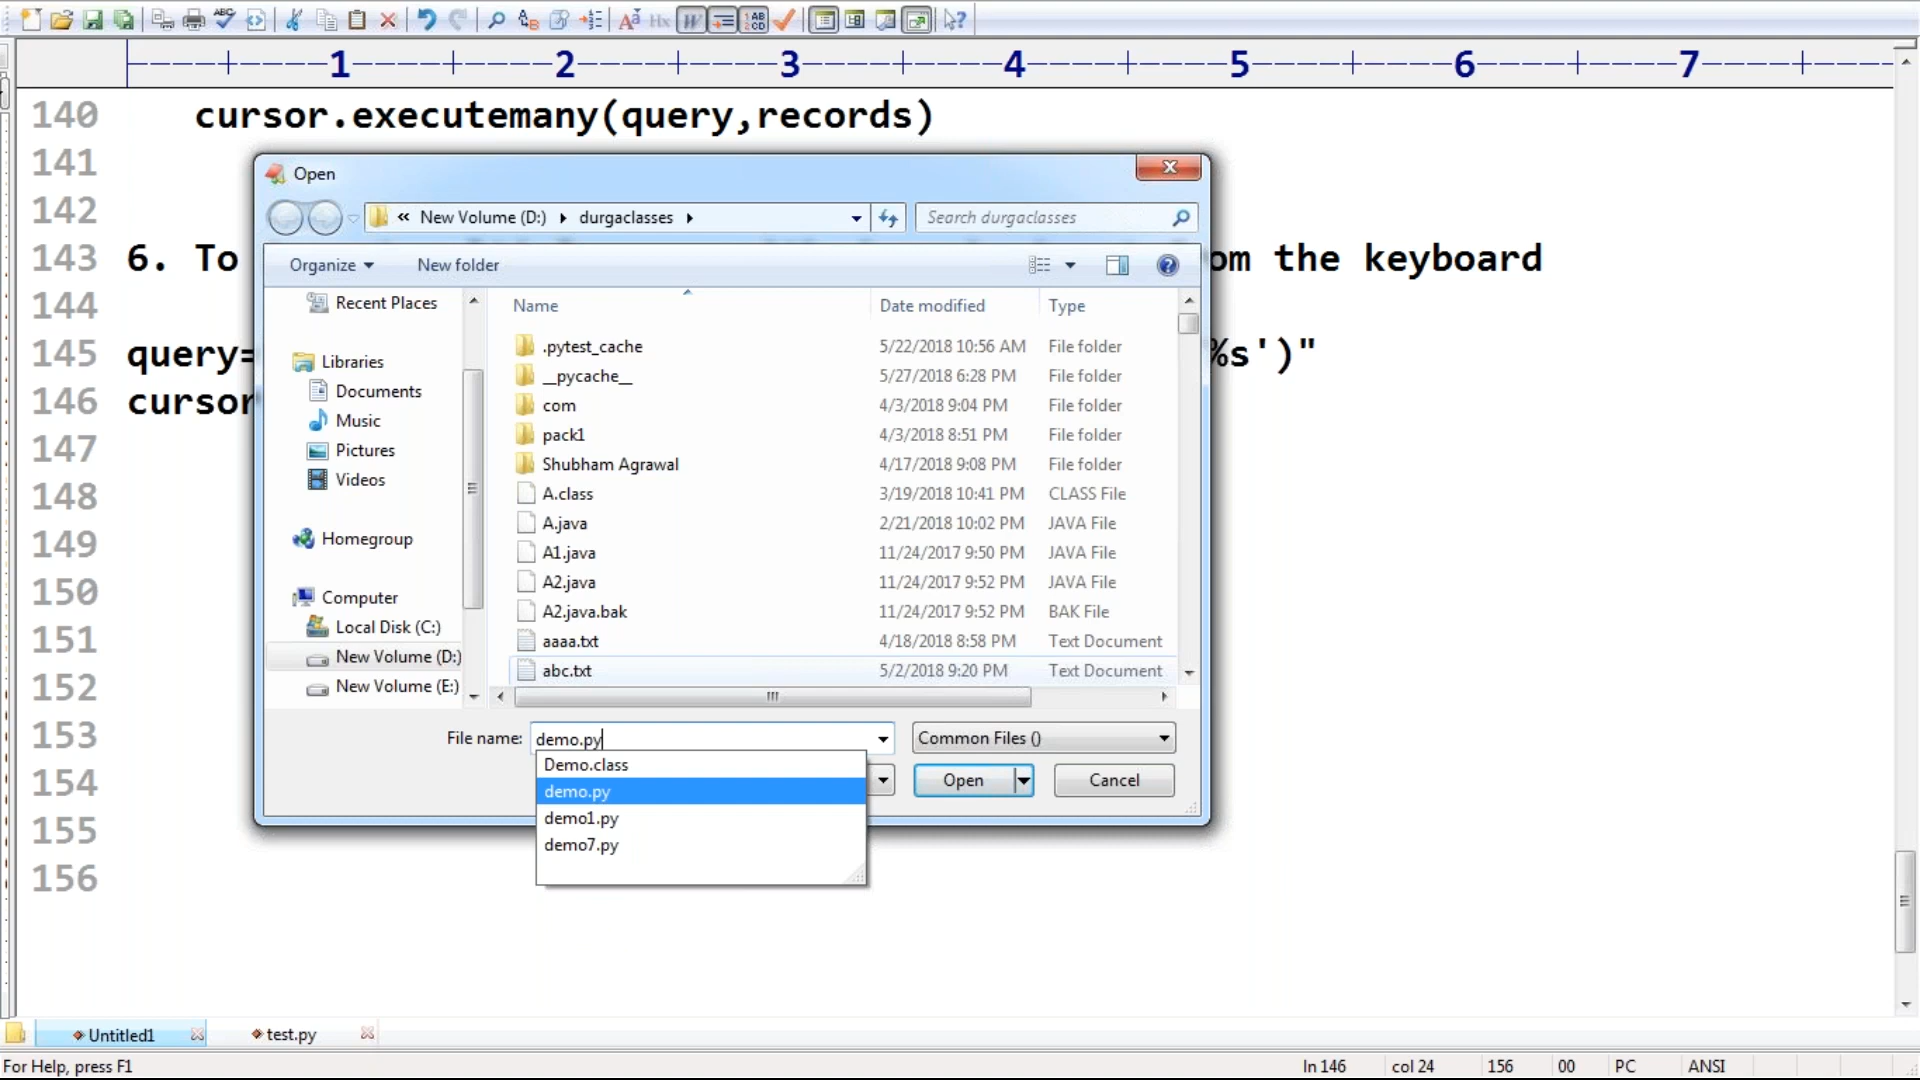 1 2 3 4 5 6 7
140 cursor.executemany(query,records)
141
142
143 6. To om the keyboard
144
145 query= %s')"
146 cursor
147
148
149
150
151
152
153
154
155
156
Open
« New Volume (D:) durgaclasses
Search durgaclasses
Organize New folder
Recent Places
Libraries
Documents
Music
Pictures
Videos
Homegroup
Computer
Local Disk (C:)
New Volume (D:)
New Volume (E:)
Name Date modified Type
.pytest_cache 5/22/2018 10:56 AM File folder
__pycache__ 5/27/2018 6:28 PM File folder
com 4/3/2018 9:04 PM File folder
pack1 4/3/2018 8:51 PM File folder
Shubham Agrawal 4/17/2018 9:08 PM File folder
A.class 3/19/2018 10:41 PM CLASS File
A.java 2/21/2018 10:02 PM JAVA File
A1.java 11/24/2017 9:50 PM JAVA File
A2.java 11/24/2017 9:52 PM JAVA File
A2.java.bak 11/24/2017 9:52 PM BAK File
aaaa.txt 4/18/2018 8:58 PM Text Document
abc.txt 5/2/2018 9:20 PM Text Document
File name: demo.py Common Files ()
Demo.class
demo.py
demo1.py
demo7.py
Open Cancel
Untitled1 test.py
For Help, press F1 ln 146 col 24 156 00 PC ANSI